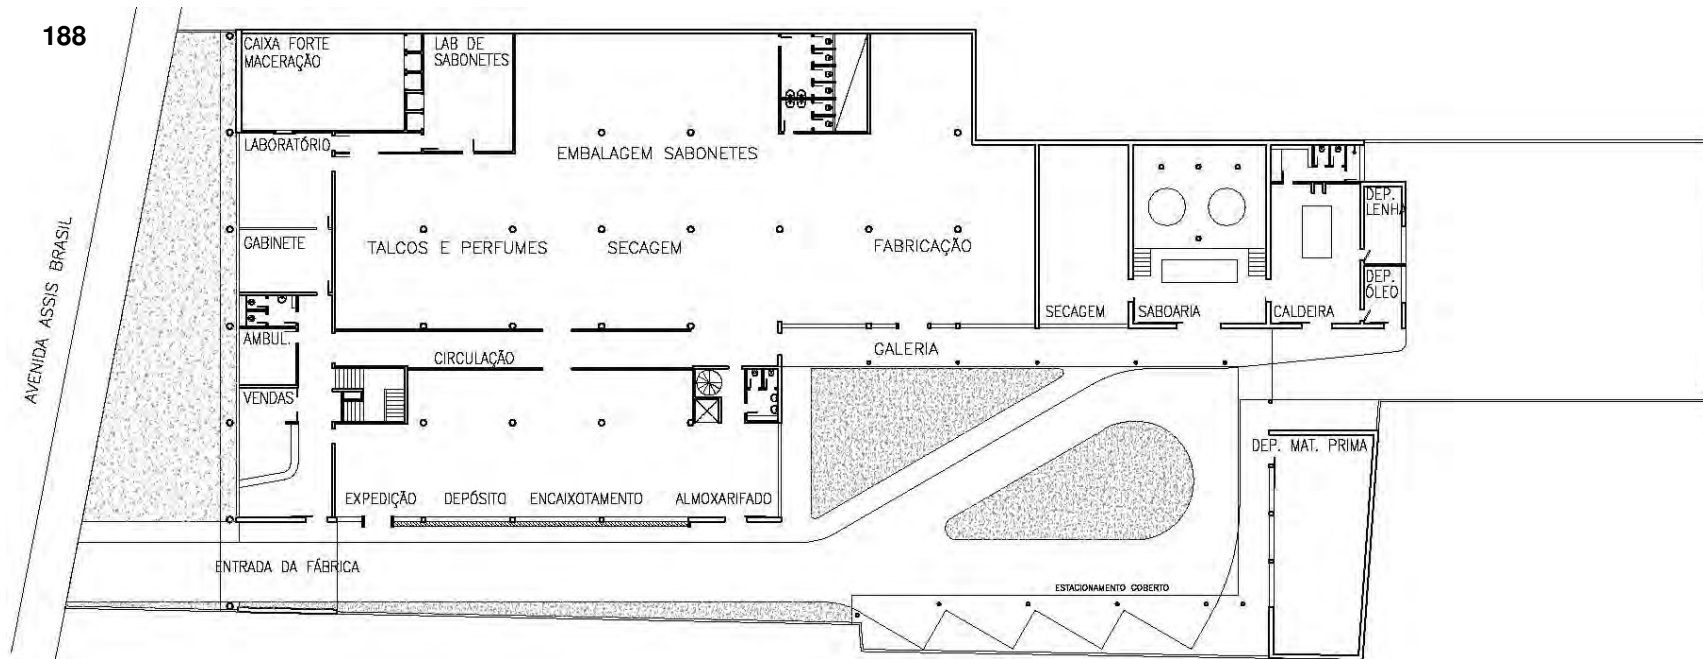 188
CAIXA FORTE
MACERAÇÃO
LAB DE
SABONETES
LABORATÓRIO
EMBALAGEM SABONETES
GABINETE
TALCOS E PERFUMES
SECAGEM
FABRICAÇÃO
DEP.
LENHA
DEP.
ÓLEO
SECAGEM
SABOARIA
CALDEIRA
AMBUL.
CIRCULAÇÃO
GALERIA
VENDAS
AVENIDA ASSIS BRASIL
DEP. MAT. PRIMA
EXPEDIÇÃO
DEPÓSITO
ENCAIXOTAMENTO
ALMOXARIFADO
ENTRADA DA FÁBRICA
ESTACIONAMENTO COBERTO